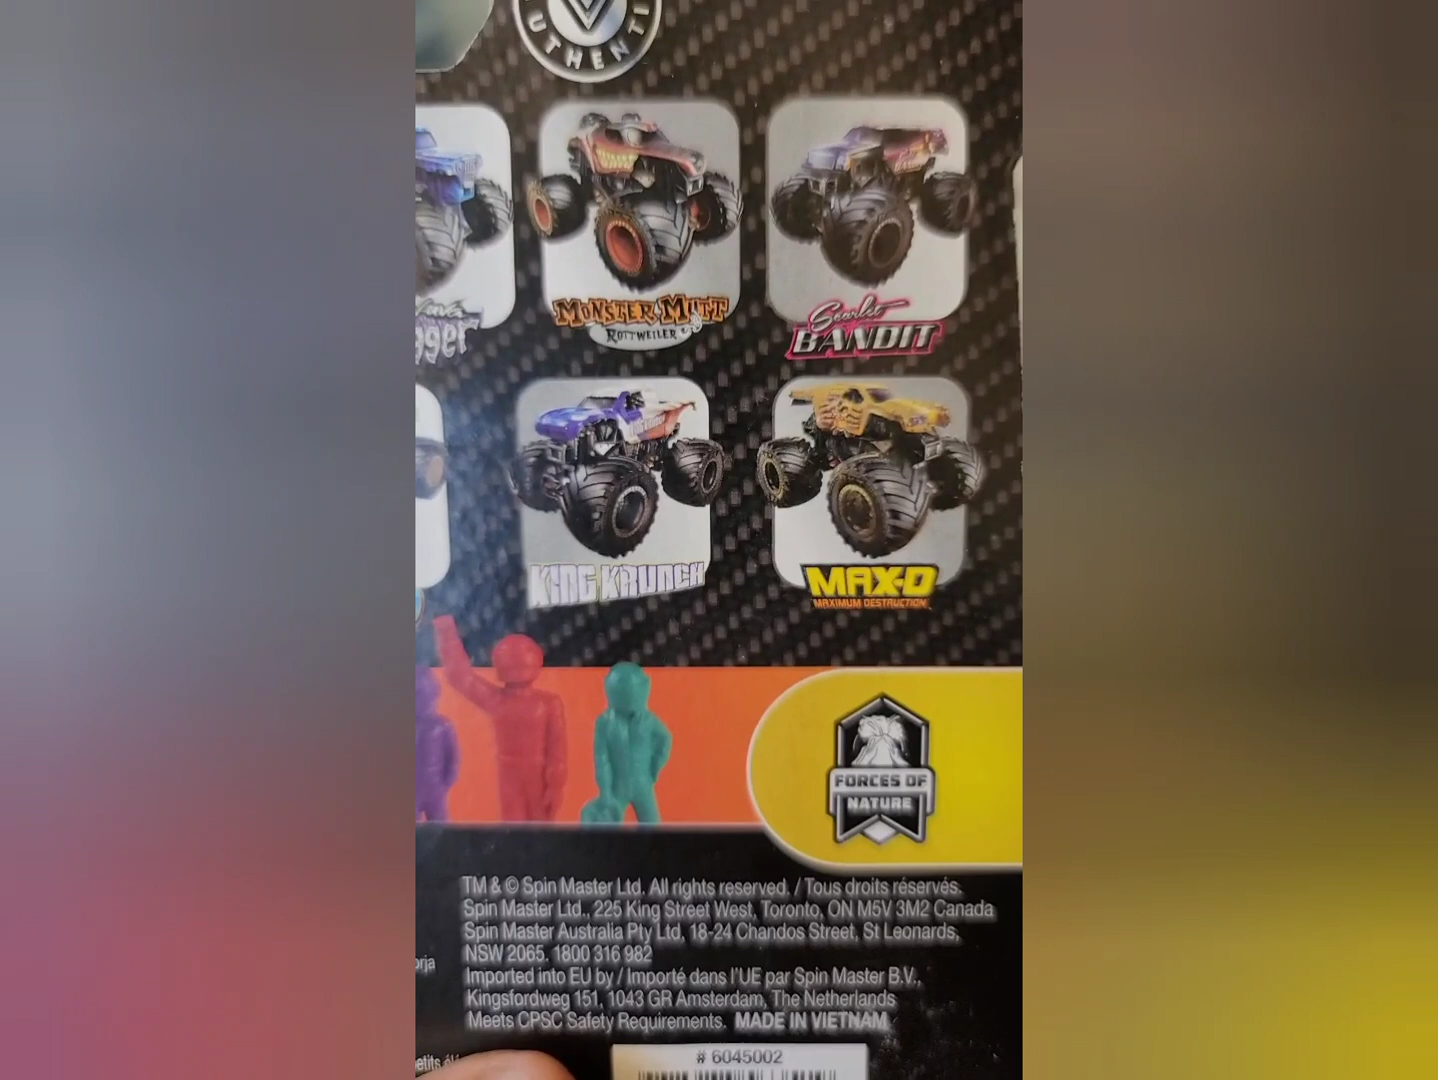 AUTHENTI
MONSTER MUTT
ROTTWEILER
Scarlet
BANDIT
gger
KING KRUNCH
MAX-D
MAXIMUM DESTRUCTION
FORCES OF
NATURE
TM & © Spin Master Ltd. All rights reserved. / Tous droits réservés.
Spin Master Ltd., 225 King Street West, Toronto, ON M5V 3M2 Canada
Spin Master Australia Pty Ltd, 18-24 Chandos Street, St Leonards,
NSW 2065. 1800 316 982
orja
Imported into EU by / Importé dans l'UE par Spin Master B.V.,
Kingsfordweg 151, 1043 GR Amsterdam, The Netherlands
Meets CPSC Safety Requirements. MADE IN VIETNAM
# 6045002